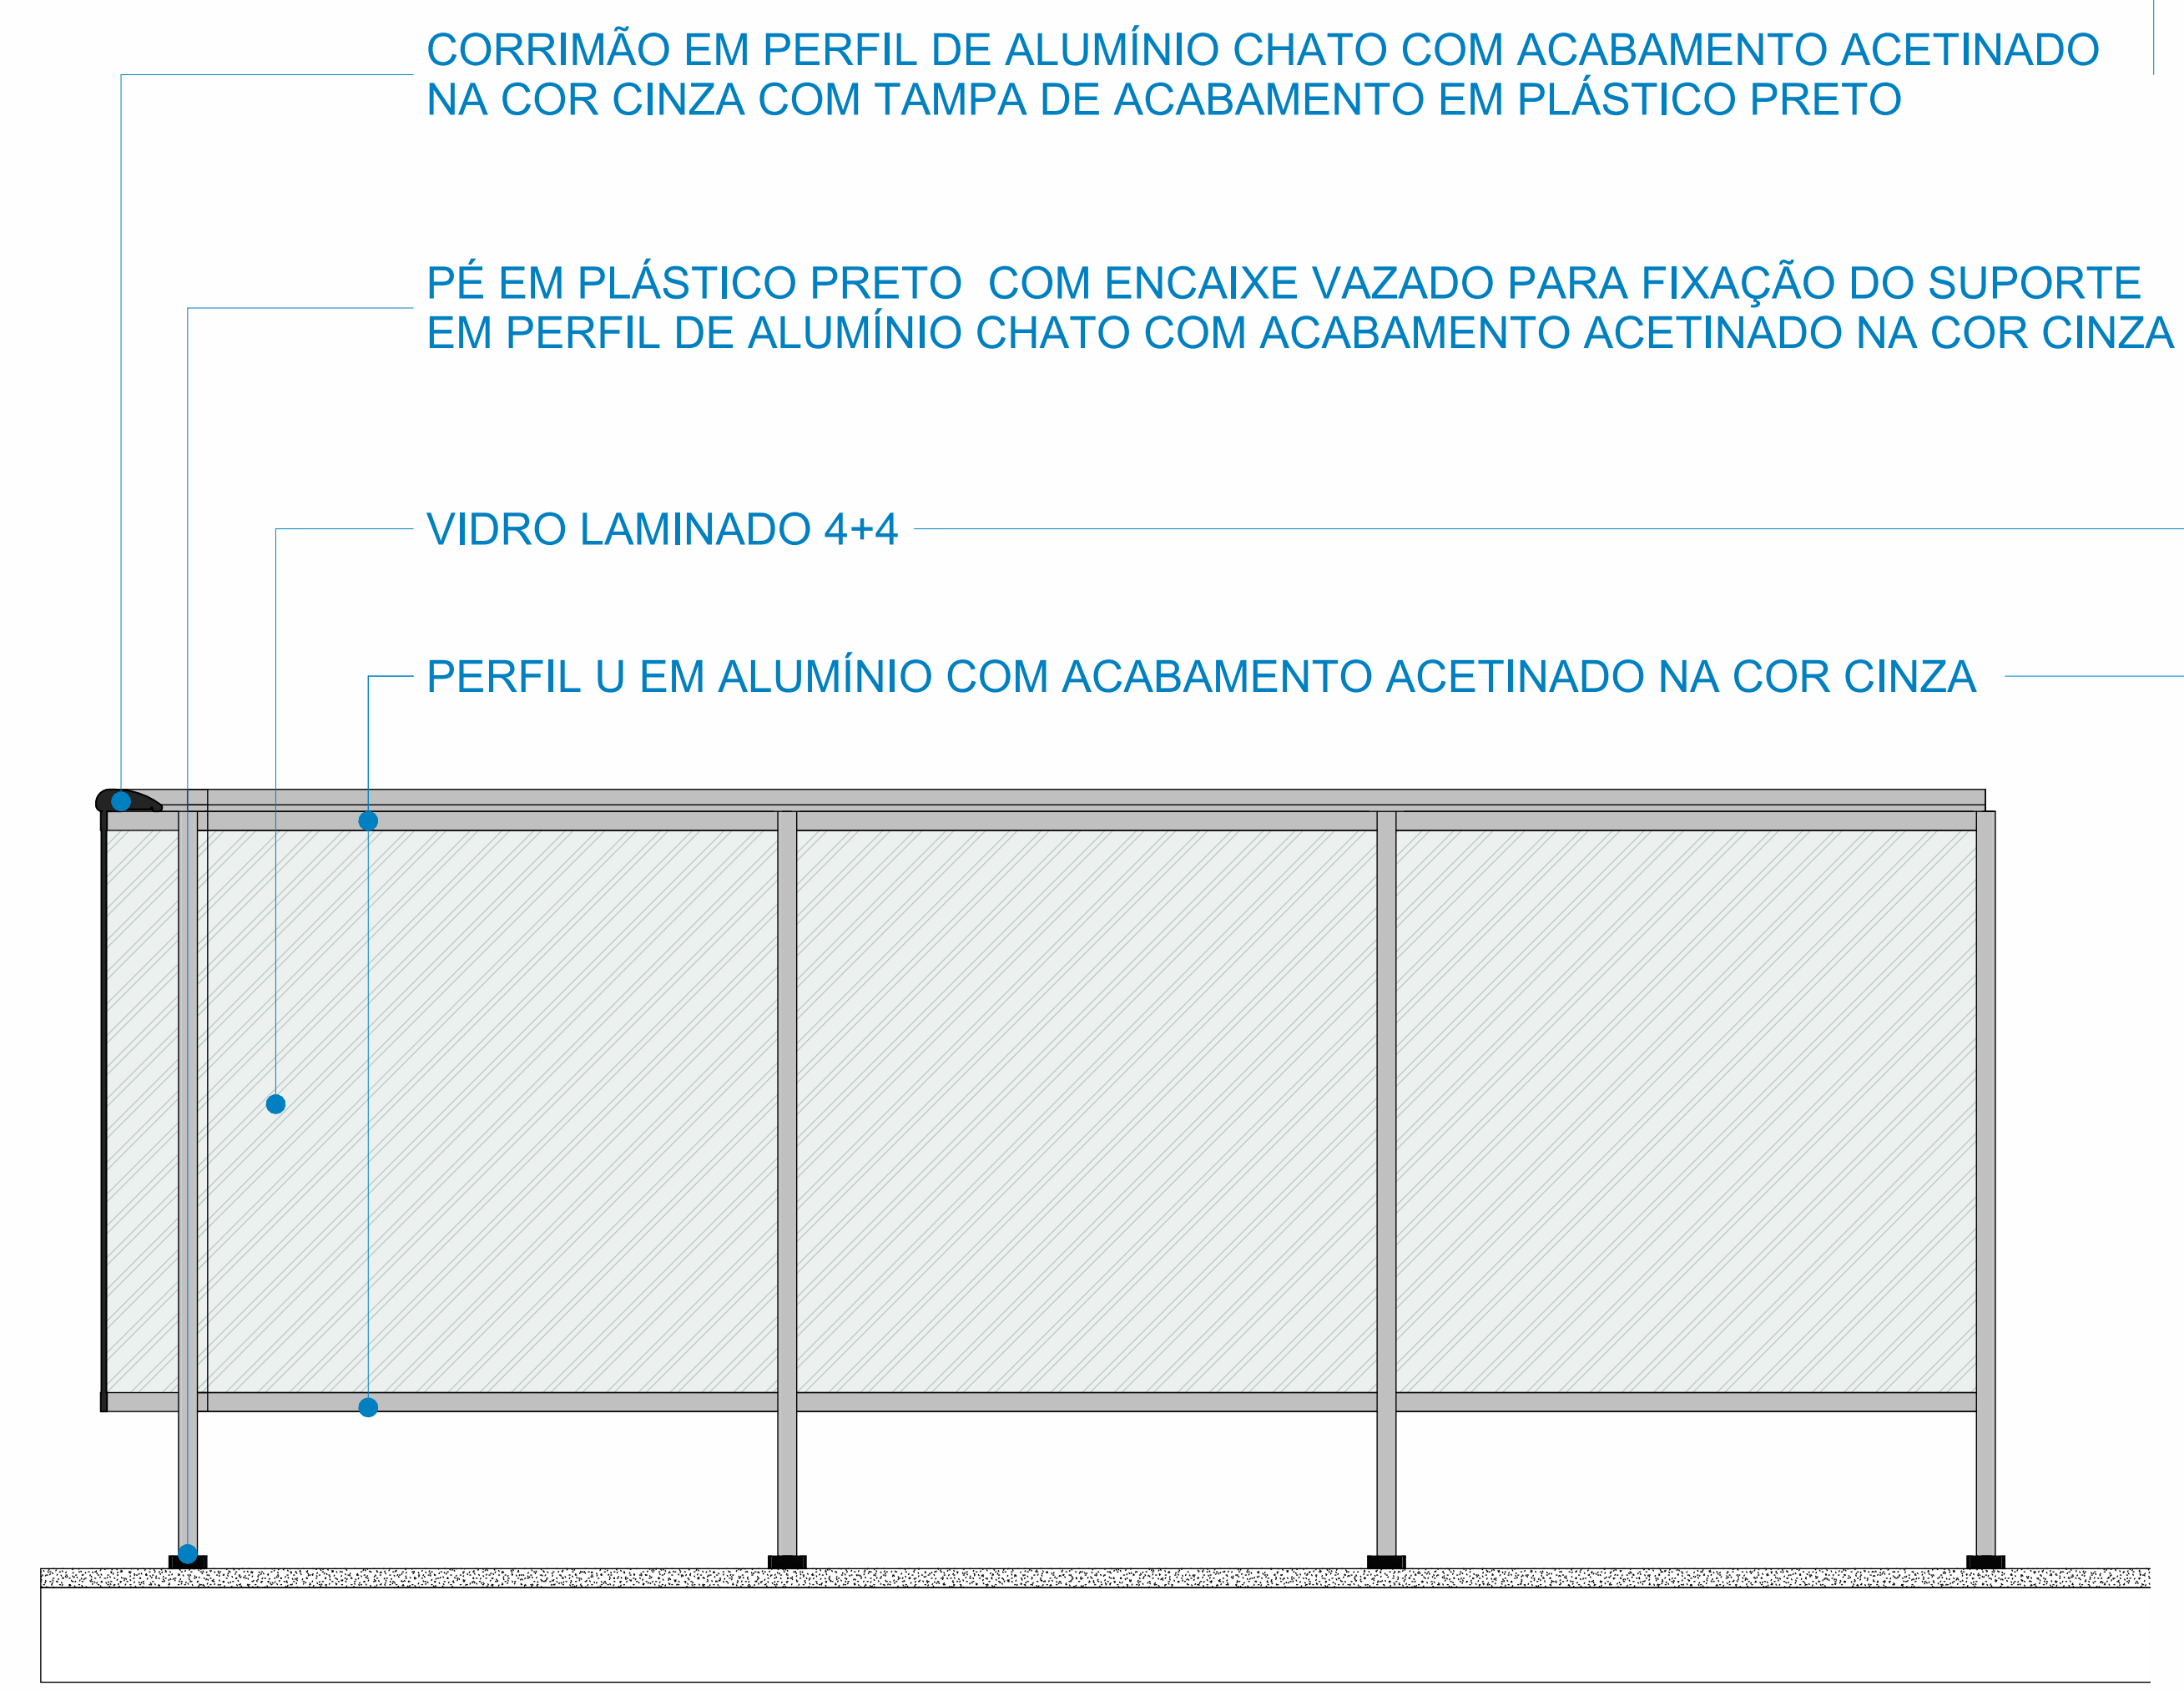 CORRIMÃO EM PERFIL DE ALUMÍNIO CHATO COM ACABAMENTO ACETINADO
NA COR CINZA COM TAMPA DE ACABAMENTO EM PLÁSTICO PRETO
PÉ EM PLÁSTICO PRETO  COM ENCAIXE VAZADO PARA FIXAÇÃO DO SUPORTE
EM PERFIL DE ALUMÍNIO CHATO COM ACABAMENTO ACETINADO NA COR CINZA
VIDRO LAMINADO 4+4
PERFIL U EM ALUMÍNIO COM ACABAMENTO ACETINADO NA COR CINZA